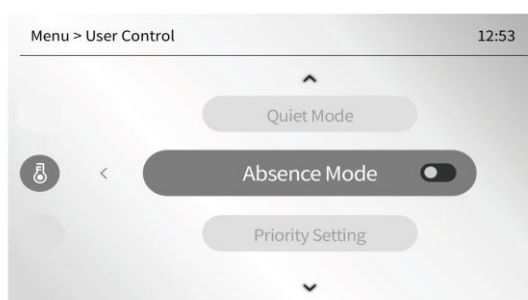 Menu > User Control 12:53
Quiet Mode
Absence Mode
Priority Setting